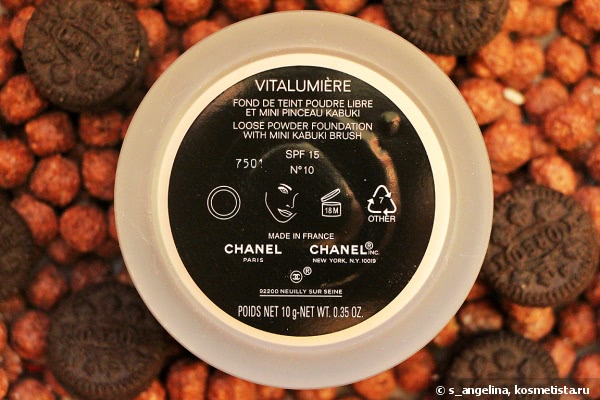 VITALUMIÈRE
FOND DE TEINT POUDRE LIBRE
ET MINI PINCEAU KABUKI
LOOSE POWDER FOUNDATION
WITH MINI KABUKI BRUSH
SPF 15
7501
N°10
18 M
7
OTHER
MADE IN FRANCE
CHANEL CHANEL® INC.
PARIS NEW YORK, N.Y. 10019
®
92200 NEUILLY SUR SEINE
POIDS NET 10 g-NET WT. 0.35 OZ.
© s_angelina, kosmetista.ru